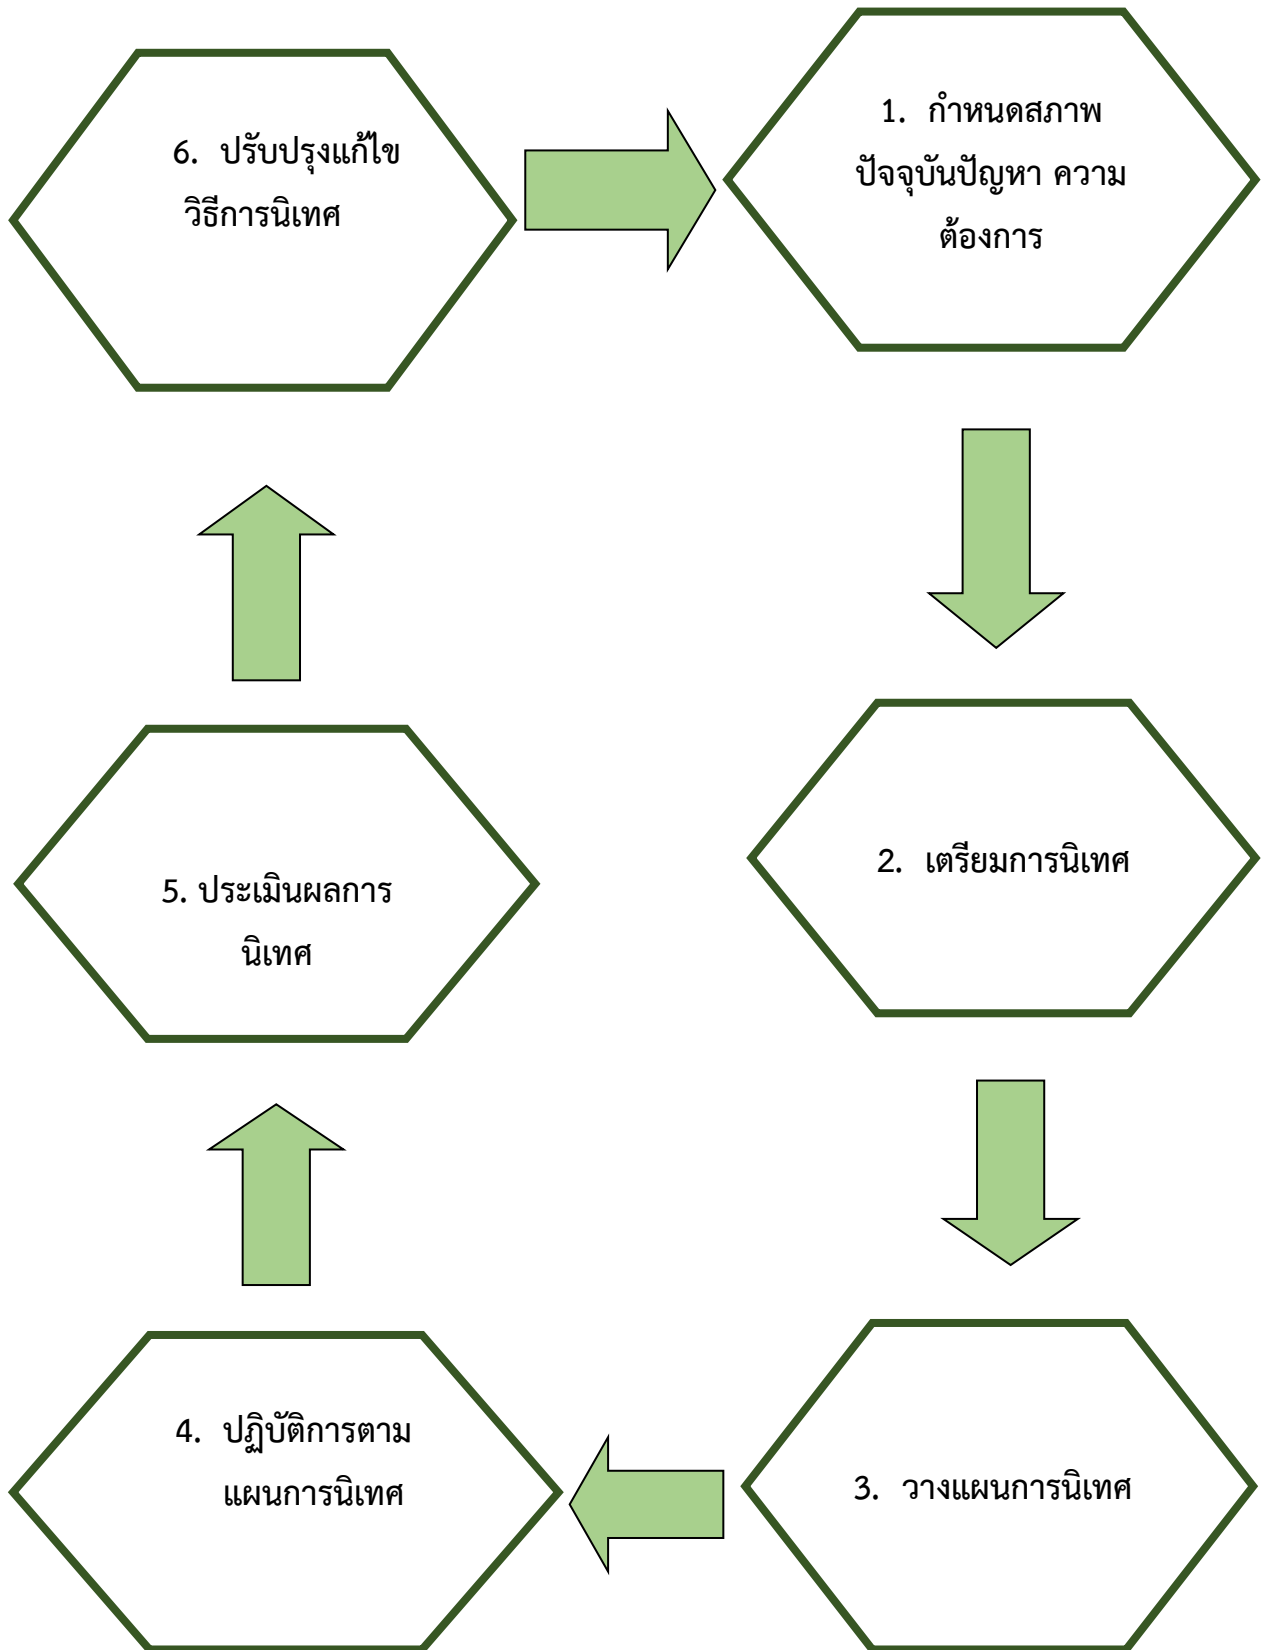 6. ปรับปรุงแก้ไข
วิธีการนิเทศ
1. กำหนดสภาพ
ปัจจุบันปัญหา ความ
ต้องการ
2. เตรียมการนิเทศ
5. ประเมินผลการ
นิเทศ
4. ปฏิบัติการตาม
แผนการนิเทศ
3. วางแผนการนิเทศ